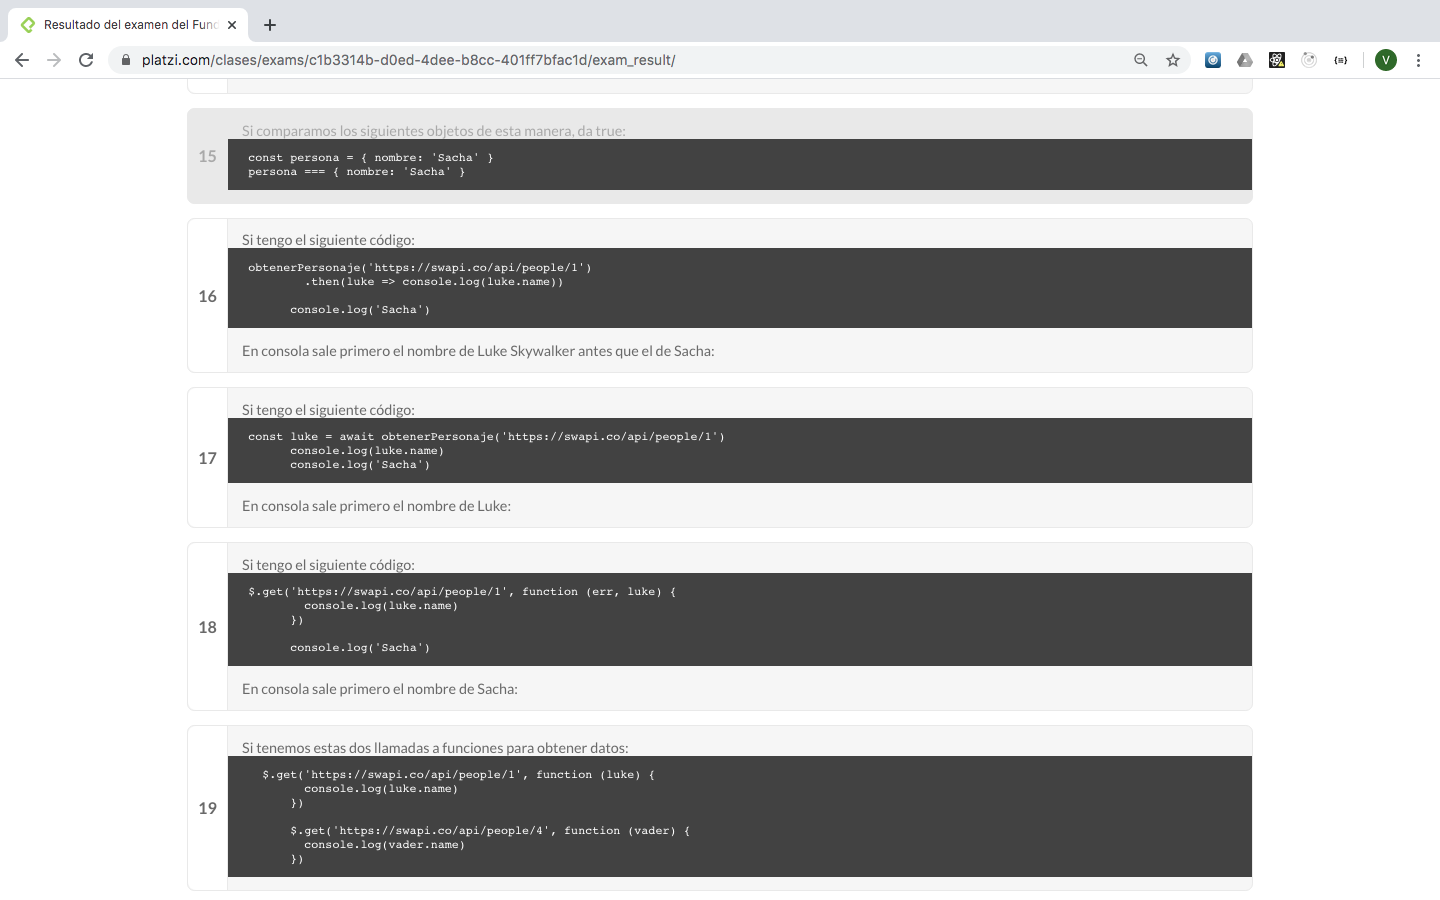 Resultado del examen del Fund
platzi.com/clases/exams/c1b3314b-d0ed-4dee-b8cc-401ff7bfac1d/exam_result/
V
15
Si comparamos los siguientes objetos de esta manera, da true:
const persona = { nombre: 'Sacha' }
persona === { nombre: 'Sacha' }
16
Si tengo el siguiente código:
obtenerPersonaje('https://swapi.co/api/people/1')
.then(luke => console.log(luke.name))
console.log('Sacha')
En consola sale primero el nombre de Luke Skywalker antes que el de Sacha:
17
Si tengo el siguiente código:
const luke = await obtenerPersonaje('https://swapi.co/api/people/1')
console.log(luke.name)
console.log('Sacha')
En consola sale primero el nombre de Luke:
18
Si tengo el siguiente código:
$.get('https://swapi.co/api/people/1', function (err, luke) {
console.log(luke.name)
})
console.log('Sacha')
En consola sale primero el nombre de Sacha:
19
Si tenemos estas dos llamadas a funciones para obtener datos:
$.get('https://swapi.co/api/people/1', function (luke) {
console.log(luke.name)
})
$.get('https://swapi.co/api/people/4', function (vader) {
console.log(vader.name)
})